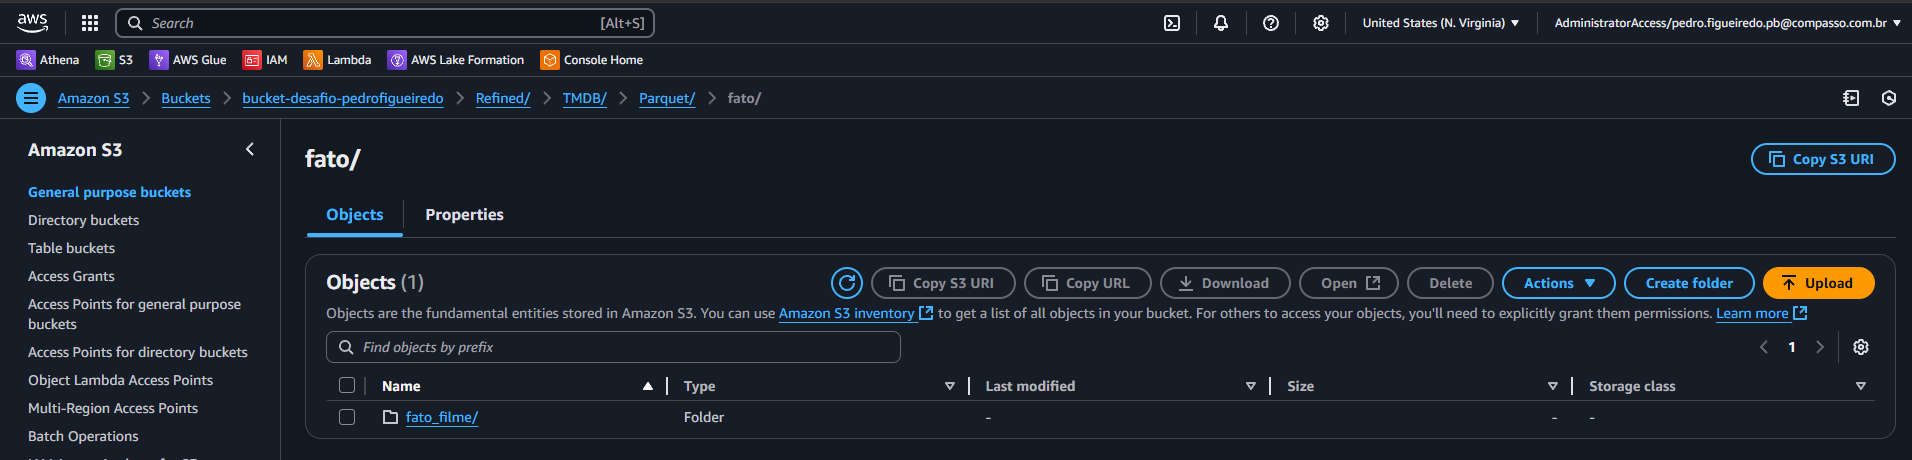 aws Search [Alt+S] United States (N. Virginia) AdministratorAccess/pedro.figueiredo.pb@compasso.com.br
Athena S3 AWS Glue IAM Lambda AWS Lake Formation Console Home
Amazon S3 Buckets bucket-desafio-pedrofigueiredo Refined/ TMDB/ Parquet/ fato/
Amazon S3
General purpose buckets
Directory buckets
Table buckets
Access Grants
Access Points for general purpose
buckets
Access Points for directory buckets
Object Lambda Access Points
Multi-Region Access Points
Batch Operations
fato/
Copy S3 URI
Objects Properties
Objects (1)
Copy S3 URI Copy URL Download Open Delete Actions Create folder Upload
Objects are the fundamental entities stored in Amazon S3. You can use Amazon S3 inventory to get a list of all objects in your bucket. For others to access your objects, you'll need to explicitly grant them permissions. Learn more
Find objects by prefix
1
Name Type Last modified Size Storage class
fato_filme/ Folder - - -